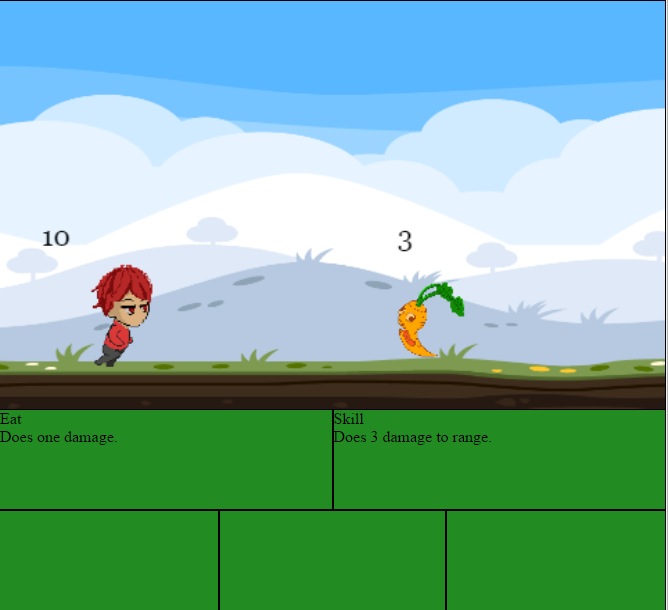 10
3
Eat
Does one damage.
Skill
Does 3 damage to range.